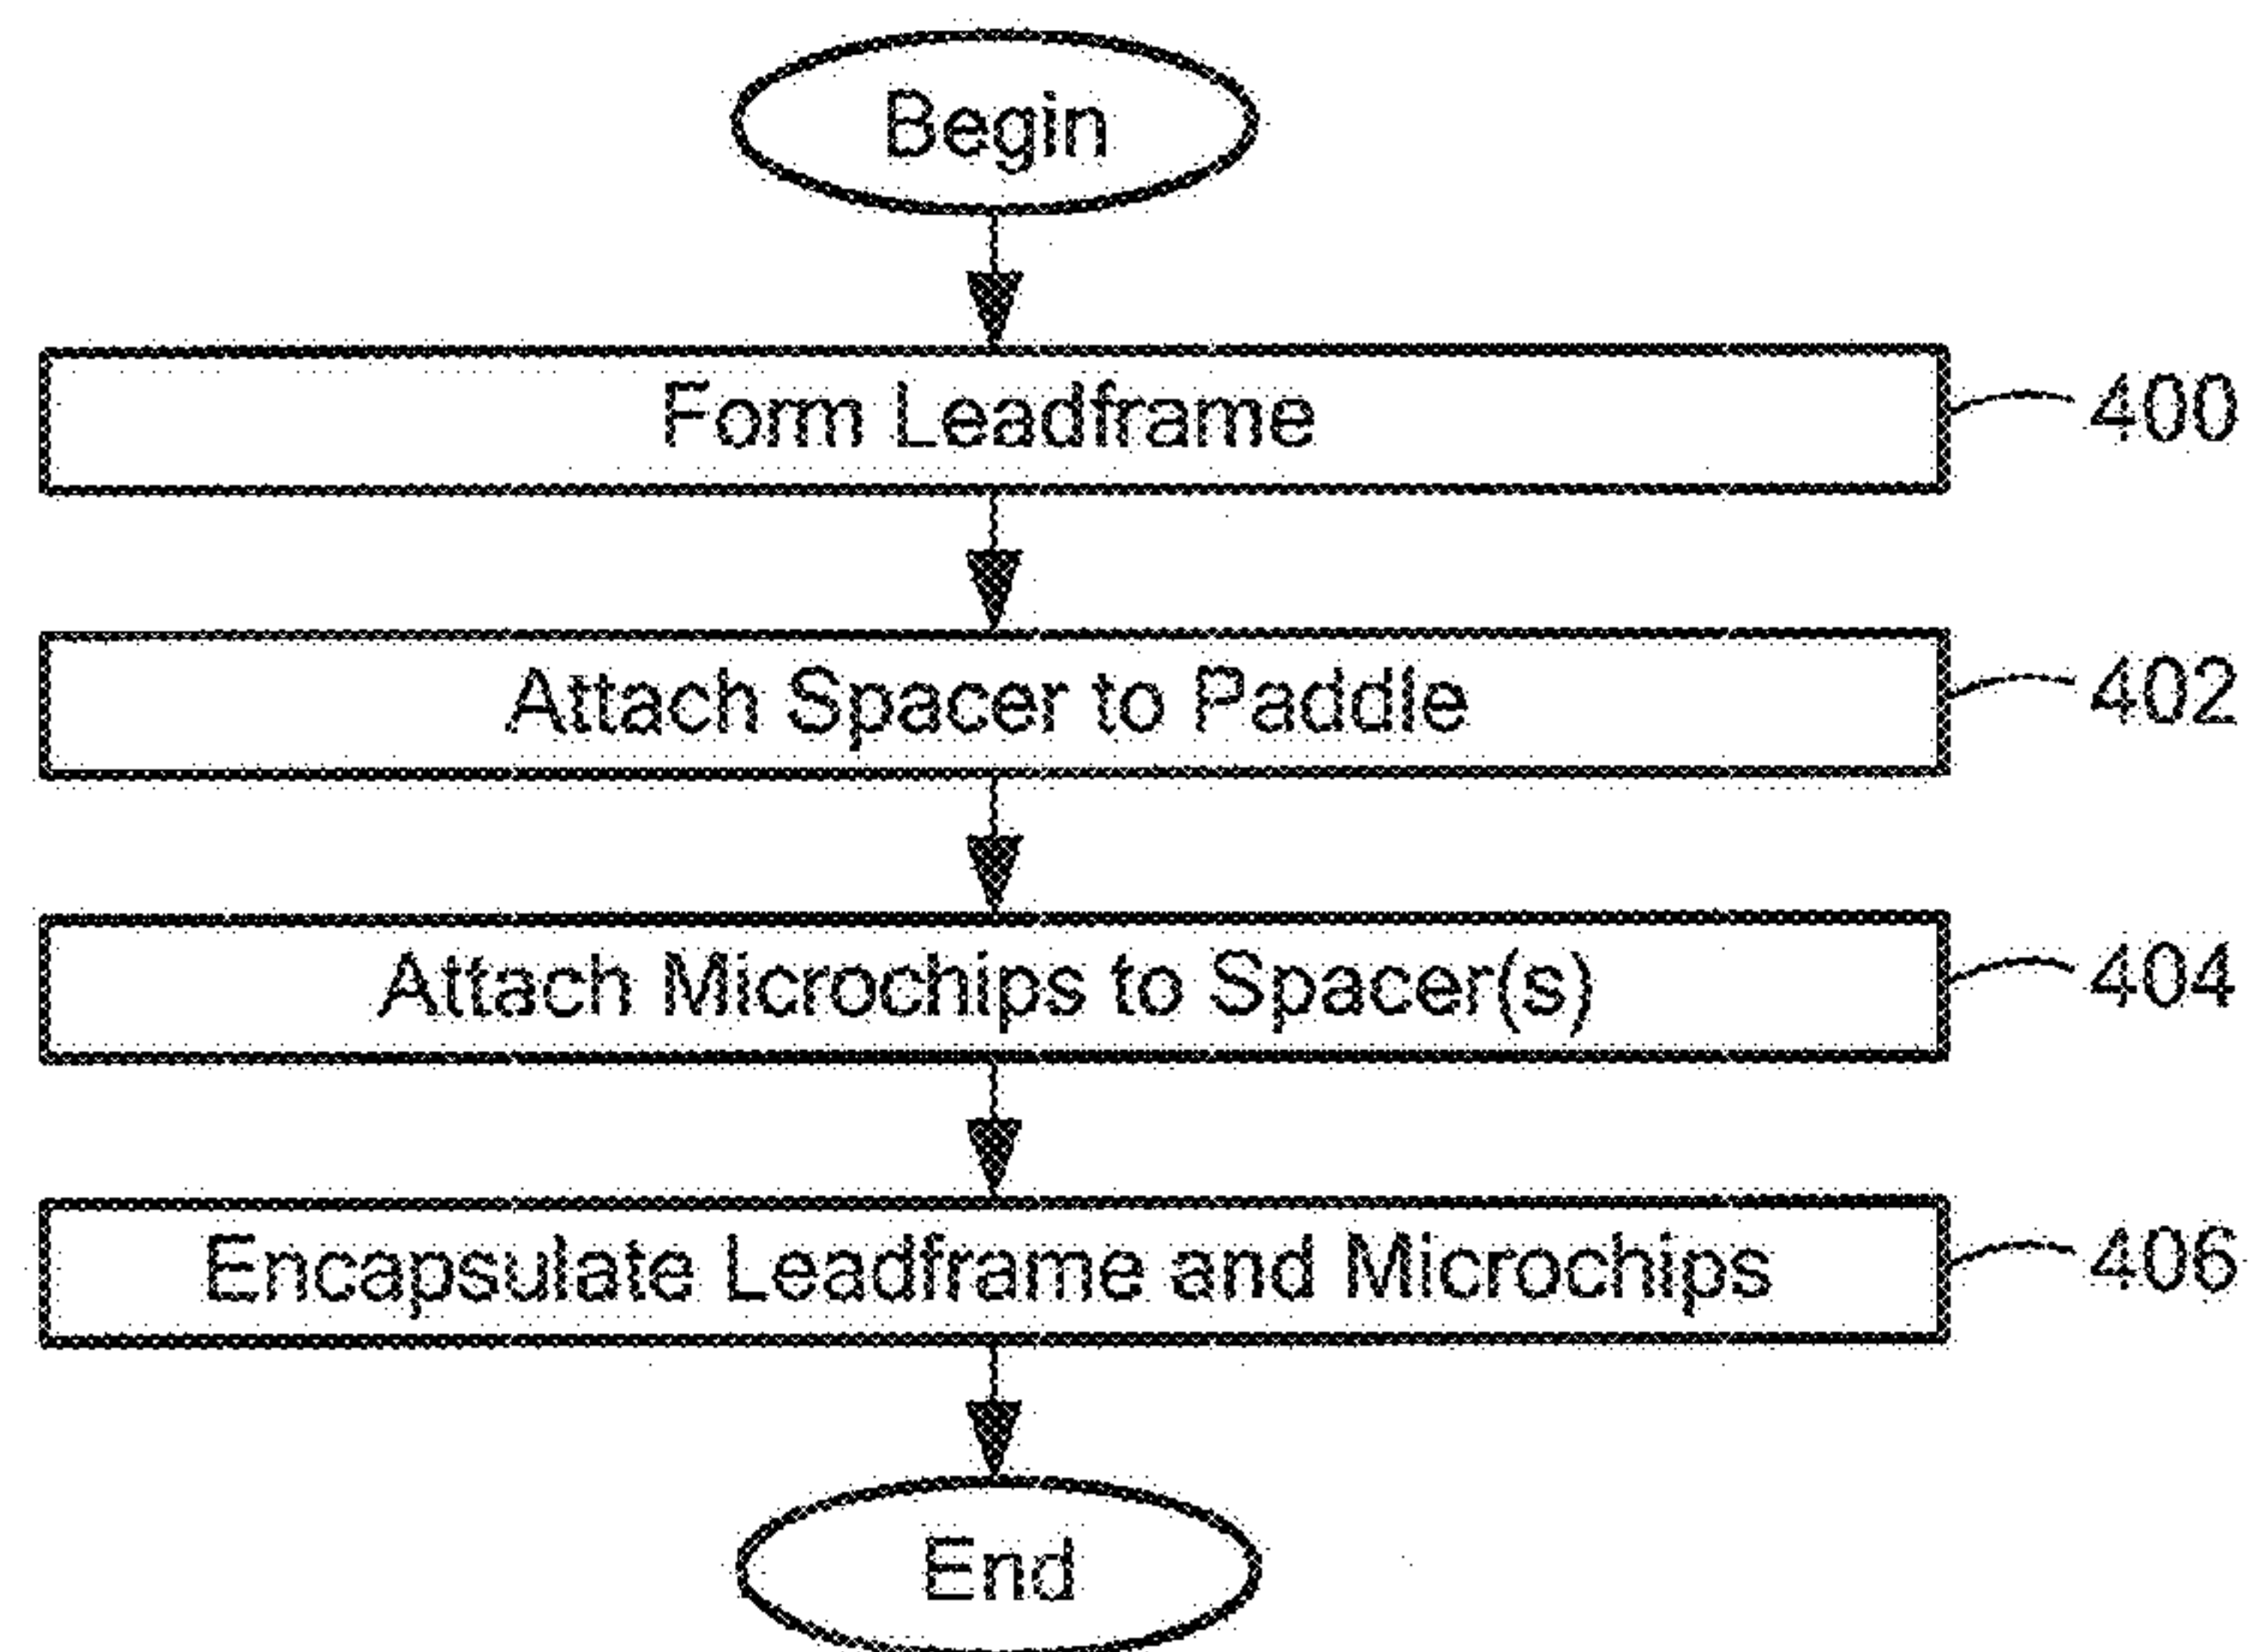 Begin
Form Leadframe
400
Attach Spacer to Paddle
402
Attach Microchips to Spacer(s)
404
Encapsulate Leadframe and Microchips
406
End